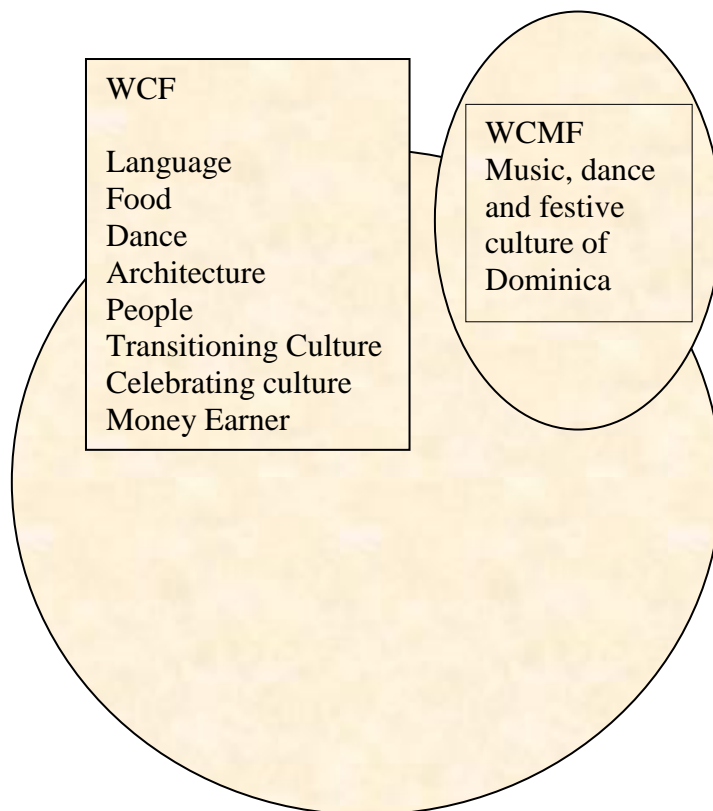 WCF
Language
Food
Dance
Architecture
People
Transitioning Culture
Celebrating culture
Money Earner
WCMF
Music, dance
and festive
culture of
Dominica